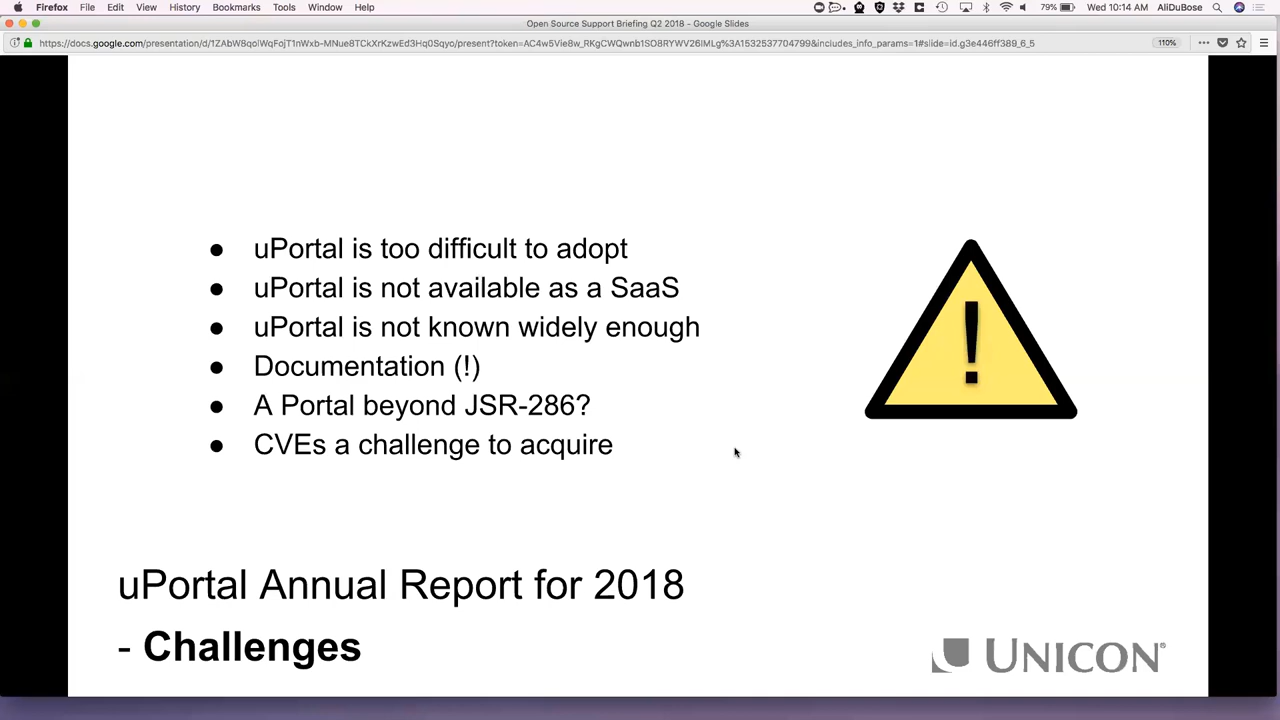 Firefox File Edit View History Bookmarks Tools Window Help 79% Wed 10:14 AM AliDuBose
Open Source Support Briefing Q2 2018 - Google Slides
110%
● uPortal is too difficult to adopt
● uPortal is not available as a SaaS
● uPortal is not known widely enough
● Documentation (!)
● A Portal beyond JSR-286?
● CVEs a challenge to acquire
!
uPortal Annual Report for 2018
- Challenges
UNICON®